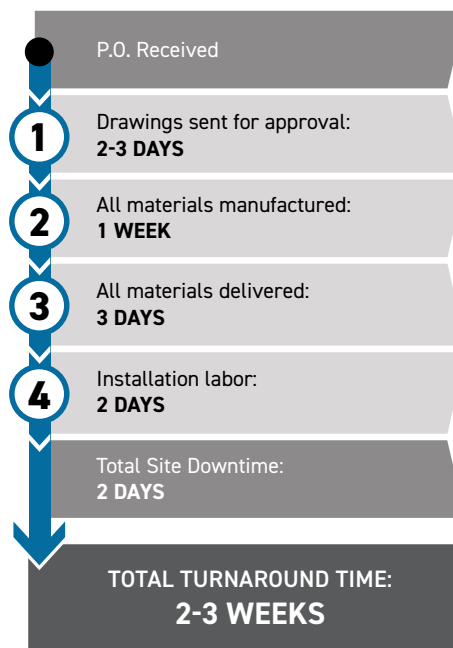 P.O. Received
1
Drawings sent for approval:
2-3 DAYS
2
All materials manufactured:
1 WEEK
3
All materials delivered:
3 DAYS
4
Installation labor:
2 DAYS
Total Site Downtime:
2 DAYS
TOTAL TURNAROUND TIME:
2-3 WEEKS